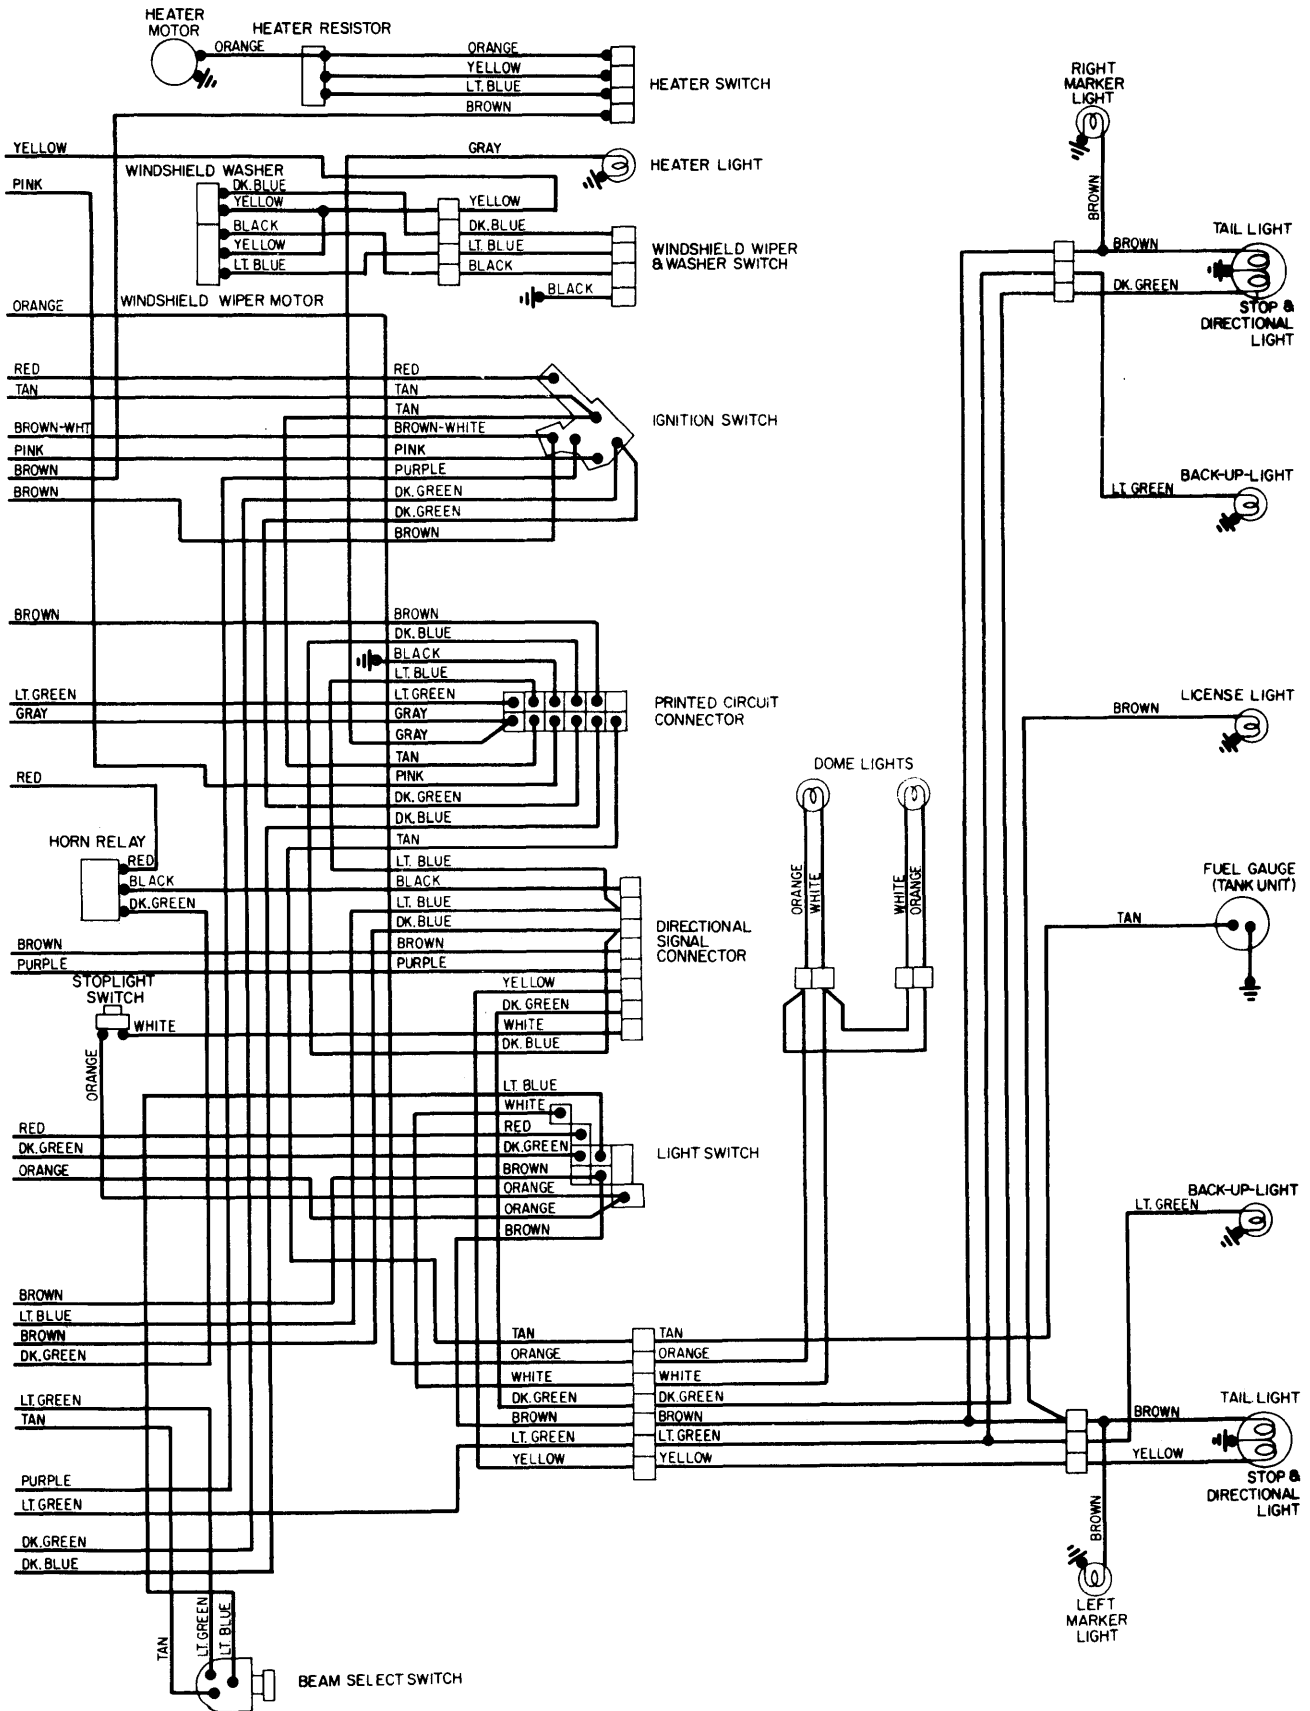 HEATER
MOTOR
HEATER RESISTOR
ORANGE
ORANGE
YELLOW
LT. BLUE
BROWN
HEATER SWITCH
RIGHT
MARKER
LIGHT
YELLOW
GRAY
HEATER LIGHT
PINK
WINDSHIELD WASHER
DK. BLUE
YELLOW
BLACK
YELLOW
LT. BLUE
WINDSHIELD WIPER MOTOR
YELLOW
DK. BLUE
LT. BLUE
BLACK
BLACK
WINDSHIELD WIPER
& WASHER SWITCH
BROWN
BROWN
DK. GREEN
TAIL LIGHT
STOP &
DIRECTIONAL
LIGHT
ORANGE
RED
TAN
BROWN-WHT
PINK
BROWN
BROWN
RED
TAN
TAN
BROWN-WHITE
PINK
PURPLE
DK. GREEN
DK. GREEN
BROWN
IGNITION SWITCH
BACK-UP-LIGHT
LT. GREEN
BROWN
LT. GREEN
GRAY
BROWN
DK. BLUE
BLACK
LT. BLUE
LT. GREEN
GRAY
GRAY
TAN
PINK
DK. GREEN
DK. BLUE
TAN
PRINTED CIRCUIT
CONNECTOR
LICENSE LIGHT
BROWN
DOME LIGHTS
ORANGE
WHITE
WHITE
ORANGE
RED
HORN RELAY
RED
BLACK
DK. GREEN
LT. BLUE
BLACK
LT. BLUE
DK. BLUE
BROWN
PURPLE
YELLOW
DK. GREEN
WHITE
DK. BLUE
DIRECTIONAL
SIGNAL
CONNECTOR
FUEL GAUGE
(TANK UNIT)
TAN
BROWN
PURPLE
STOPLIGHT
SWITCH
WHITE
ORANGE
LT. BLUE
WHITE
RED
DK. GREEN
BROWN
ORANGE
ORANGE
BROWN
LIGHT SWITCH
RED
DK. GREEN
ORANGE
BACK-UP-LIGHT
LT. GREEN
BROWN
LT. BLUE
BROWN
DK. GREEN
TAN
ORANGE
WHITE
DK. GREEN
BROWN
LT. GREEN
YELLOW
TAN
ORANGE
WHITE
DK. GREEN
BROWN
LT. GREEN
YELLOW
TAIL LIGHT
BROWN
YELLOW
STOP &
DIRECTIONAL
LIGHT
BROWN
LEFT
MARKER
LIGHT
LT. GREEN
TAN
PURPLE
LT. GREEN
DK. GREEN
DK. BLUE
TAN
LT. GREEN
LT. BLUE
BEAM SELECT SWITCH